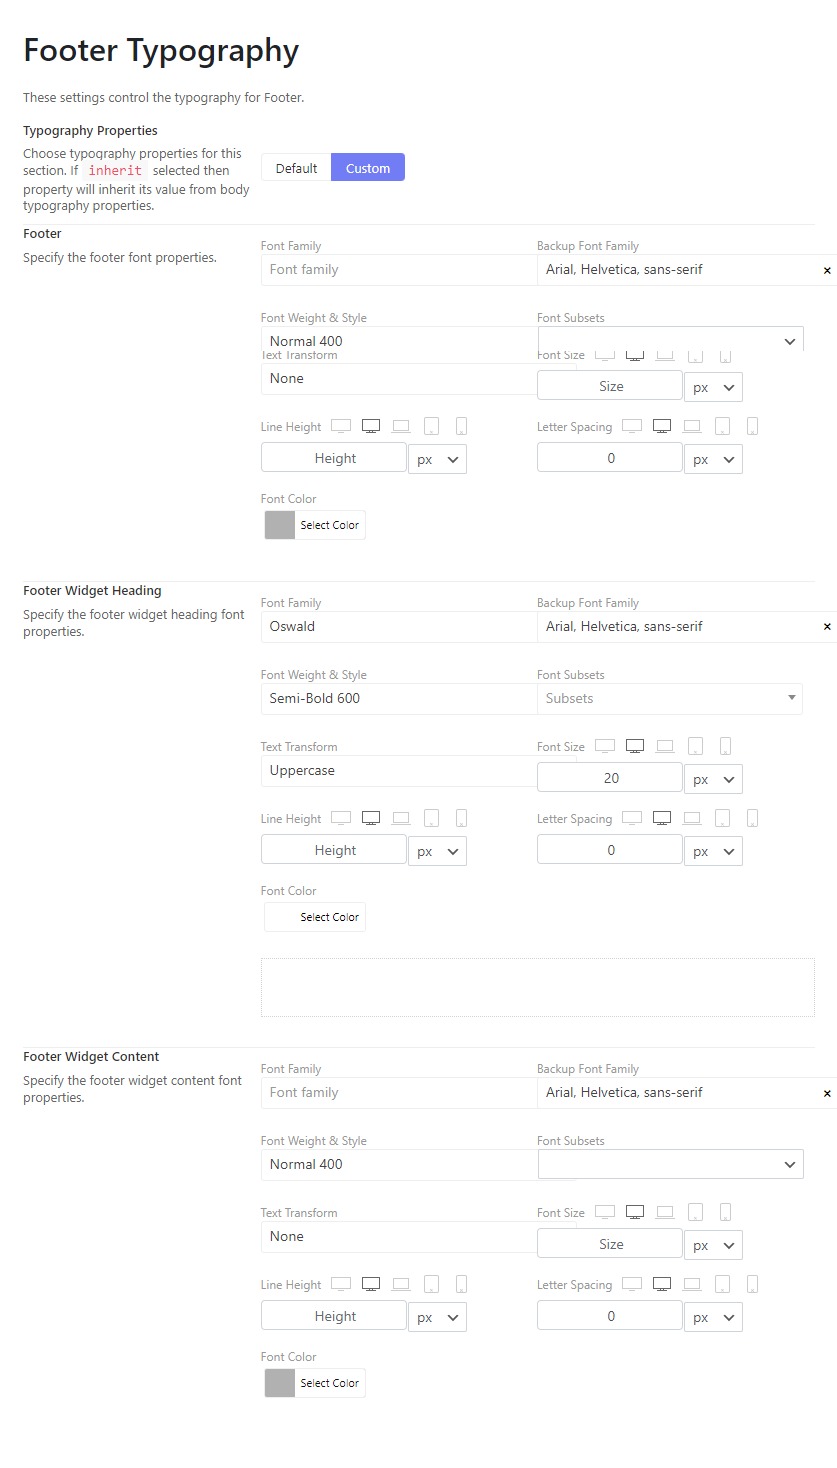 Footer Typography
These settings control the typography for Footer.
Typography Properties
Choose typography properties for this
section. If inherit selected then
property will inherit its value from body
typography properties.
Default Custom
Footer
Specify the footer font properties.
Font Family Backup Font Family
Font family Arial, Helvetica, sans-serif ×
Font Weight & Style Font Subsets
Normal 400
Text Transform Font Size
None Size px
Line Height Letter Spacing
Height px 0 px
Font Color
Select Color
Footer Widget Heading
Specify the footer widget heading font
properties.
Font Family Backup Font Family
Oswald Arial, Helvetica, sans-serif ×
Font Weight & Style Font Subsets
Semi-Bold 600 Subsets
Text Transform Font Size
Uppercase 20 px
Line Height Letter Spacing
Height px 0 px
Font Color
Select Color
Footer Widget Content
Specify the footer widget content font
properties.
Font Family Backup Font Family
Font family Arial, Helvetica, sans-serif ×
Font Weight & Style Font Subsets
Normal 400
Text Transform Font Size
None Size px
Line Height Letter Spacing
Height px 0 px
Font Color
Select Color